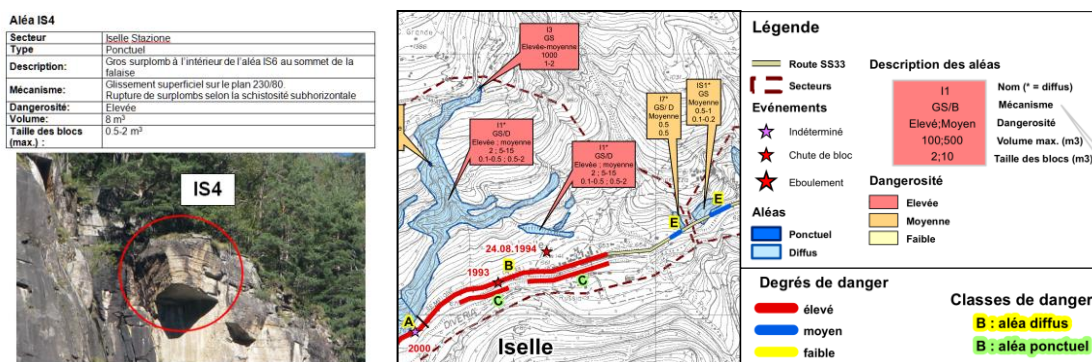 Aléa IS4
Secteur Iselle Stazione
Type Ponctuel
Description: Gros surplomb à l'intérieur de l'aléa IS6 au sommet de la
falaise
Mécanisme: Glissement superficiel sur le plan 230/80.
Rupture de surplombs selon la schistosité subhorizontale
Dangerosité: Elevée
Volume: 8 m³
Taille des blocs 0.5-2 m³
(max.) :
IS4
I3
GS
Elevée-moyenne
1000
1-2
I1*
GS/D
Elevée ; moyenne
2 ; 5-15
0.1-0.5 ; 0.5-2
I1*
GS/D
Elevée ; moyenne
2 ; 5-15
0.1-0.5 ; 0.5-2
I7*
GS/ D
Moyenne
0.5
0.5
IS1*
GS
Moyenne
0.5-1
0.1-0.2
E
E
24.08.1994
B
1993
C
C
A
DIVERIA
2000
Iselle
Légende
Route SS33
Secteurs
Evénements
Indéterminé
Chute de bloc
Eboulement
Aléas
Ponctuel
Diffus
Description des aléas
I1
GS/B
Elevé;Moyen
100;500
2;10
Nom (* = diffus)
Mécanisme
Dangerosité
Volume max. (m3)
Taille des blocs (m3)
Dangerosité
Elevée
Moyenne
Faible
Degrés de danger
élevé
moyen
faible
Classes de danger
B : aléa diffus
B : aléa ponctuel